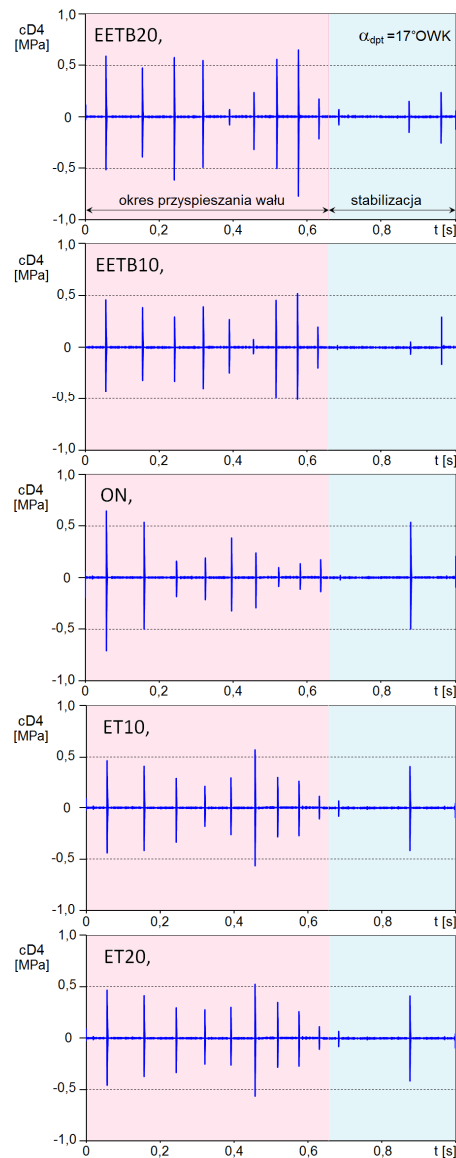 cD4
[MPa]
1,0
EETB20,
α dpt =17°OWK
0,5
0
-0,5
okres przyspieszania wału
stabilizacja
-1,0
0 0,2 0,4 0,6 0,8 t [s]
cD4
[MPa]
1,0
EETB10,
0,5
0
-0,5
-1,0
0 0,2 0,4 0,6 0,8 t [s]
cD4
[MPa]
1,0
ON,
0,5
0
-0,5
-1,0
0 0,2 0,4 0,6 0,8 t [s]
cD4
[MPa]
1,0
ET10,
0,5
0
-0,5
-1,0
0 0,2 0,4 0,6 0,8 t [s]
cD4
[MPa]
1,0
ET20,
0,5
0
-0,5
-1,0
0 0,2 0,4 0,6 0,8 t [s]